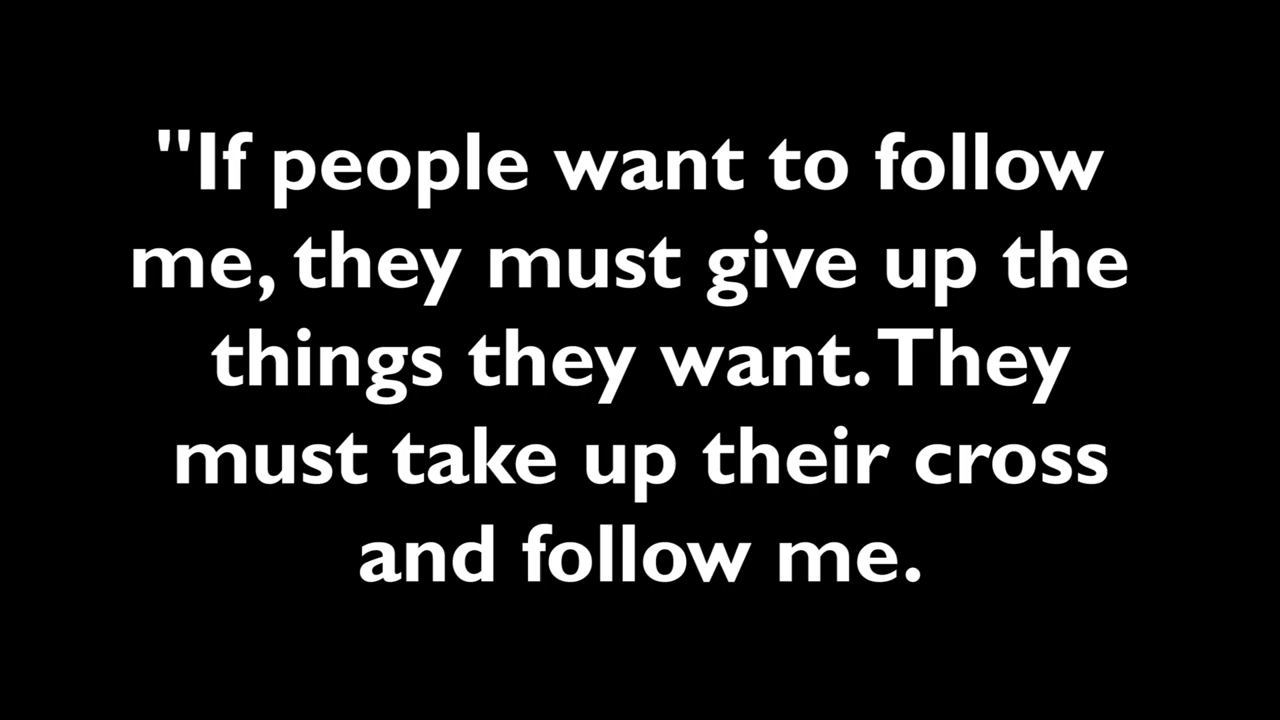 "If people want to follow
me, they must give up the
things they want. They
must take up their cross
and follow me.